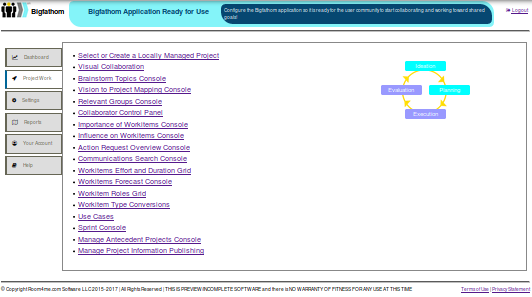 Bigfathom
Bigfathom Application Ready for Use
Configure the Bigfathom application so it is ready for the user community to start collaborating and working toward shared
goals!
Logout
Dashboard
Project Work
Settings
Reports
Your Account
Help
Select or Create a Locally Managed Project
Visual Collaboration
Brainstorm Topics Console
Vision to Project Mapping Console
Relevant Groups Console
Collaborator Control Panel
Importance of Workitems Console
Influence on Workitems Console
Action Request Overview Console
Communications Search Console
Workitems Effort and Duration Grid
Workitems Forecast Console
Workitem Roles Grid
Workitem Type Conversions
Use Cases
Sprint Console
Manage Antecedent Projects Console
Manage Project Information Publishing
Evaluation
Planning
Execution
© Copyright Room4me.com Software LLC 2015-2017 | All Rights Reserved | THIS IS PREVIEW INCOMPLETE SOFTWARE and there is NO WARRANTY OF FITNESS FOR ANY USE AT THIS TIME
Terms of Use | Privacy Statement